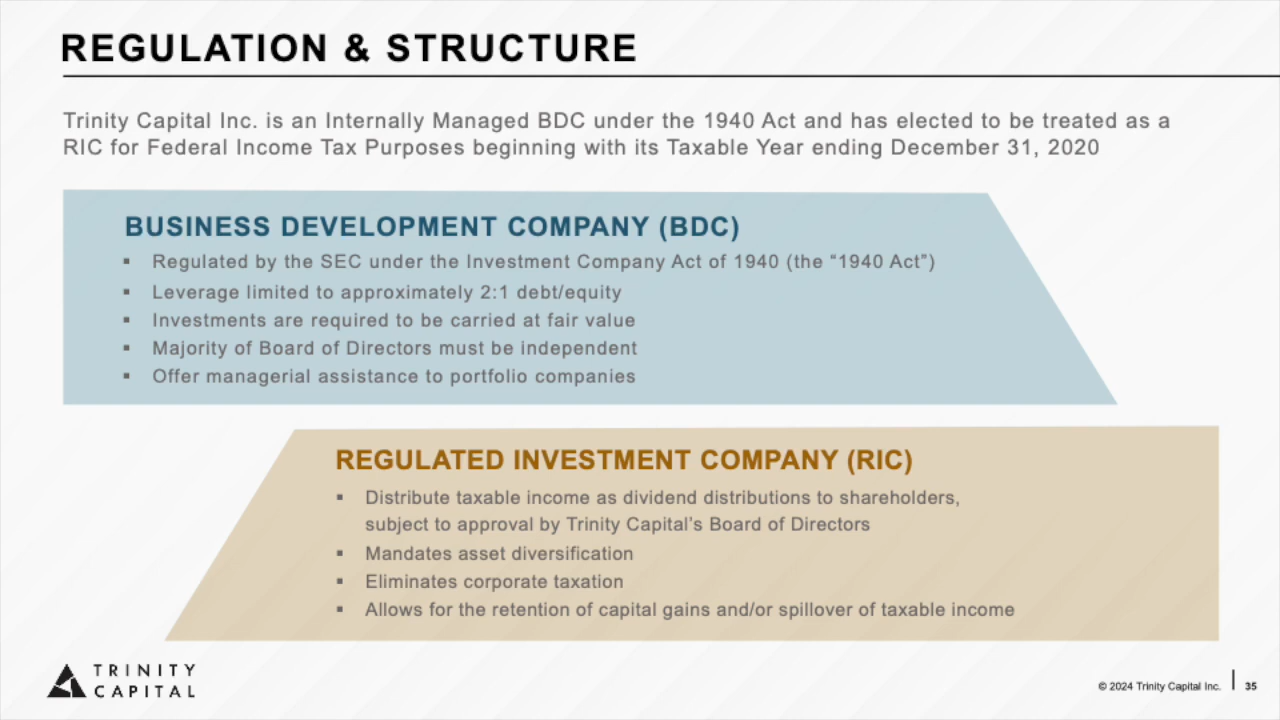 REGULATION & STRUCTURE
Trinity Capital Inc. is an Internally Managed BDC under the 1940 Act and has elected to be treated as a
RIC for Federal Income Tax Purposes beginning with its Taxable Year ending December 31, 2020
BUSINESS DEVELOPMENT COMPANY (BDC)
▪ Regulated by the SEC under the Investment Company Act of 1940 (the “1940 Act”)
▪ Leverage limited to approximately 2:1 debt/equity
▪ Investments are required to be carried at fair value
▪ Majority of Board of Directors must be independent
▪ Offer managerial assistance to portfolio companies
REGULATED INVESTMENT COMPANY (RIC)
▪ Distribute taxable income as dividend distributions to shareholders,
subject to approval by Trinity Capital’s Board of Directors
▪ Mandates asset diversification
▪ Eliminates corporate taxation
▪ Allows for the retention of capital gains and/or spillover of taxable income
TRINITY
CAPITAL
© 2024 Trinity Capital Inc. | 35